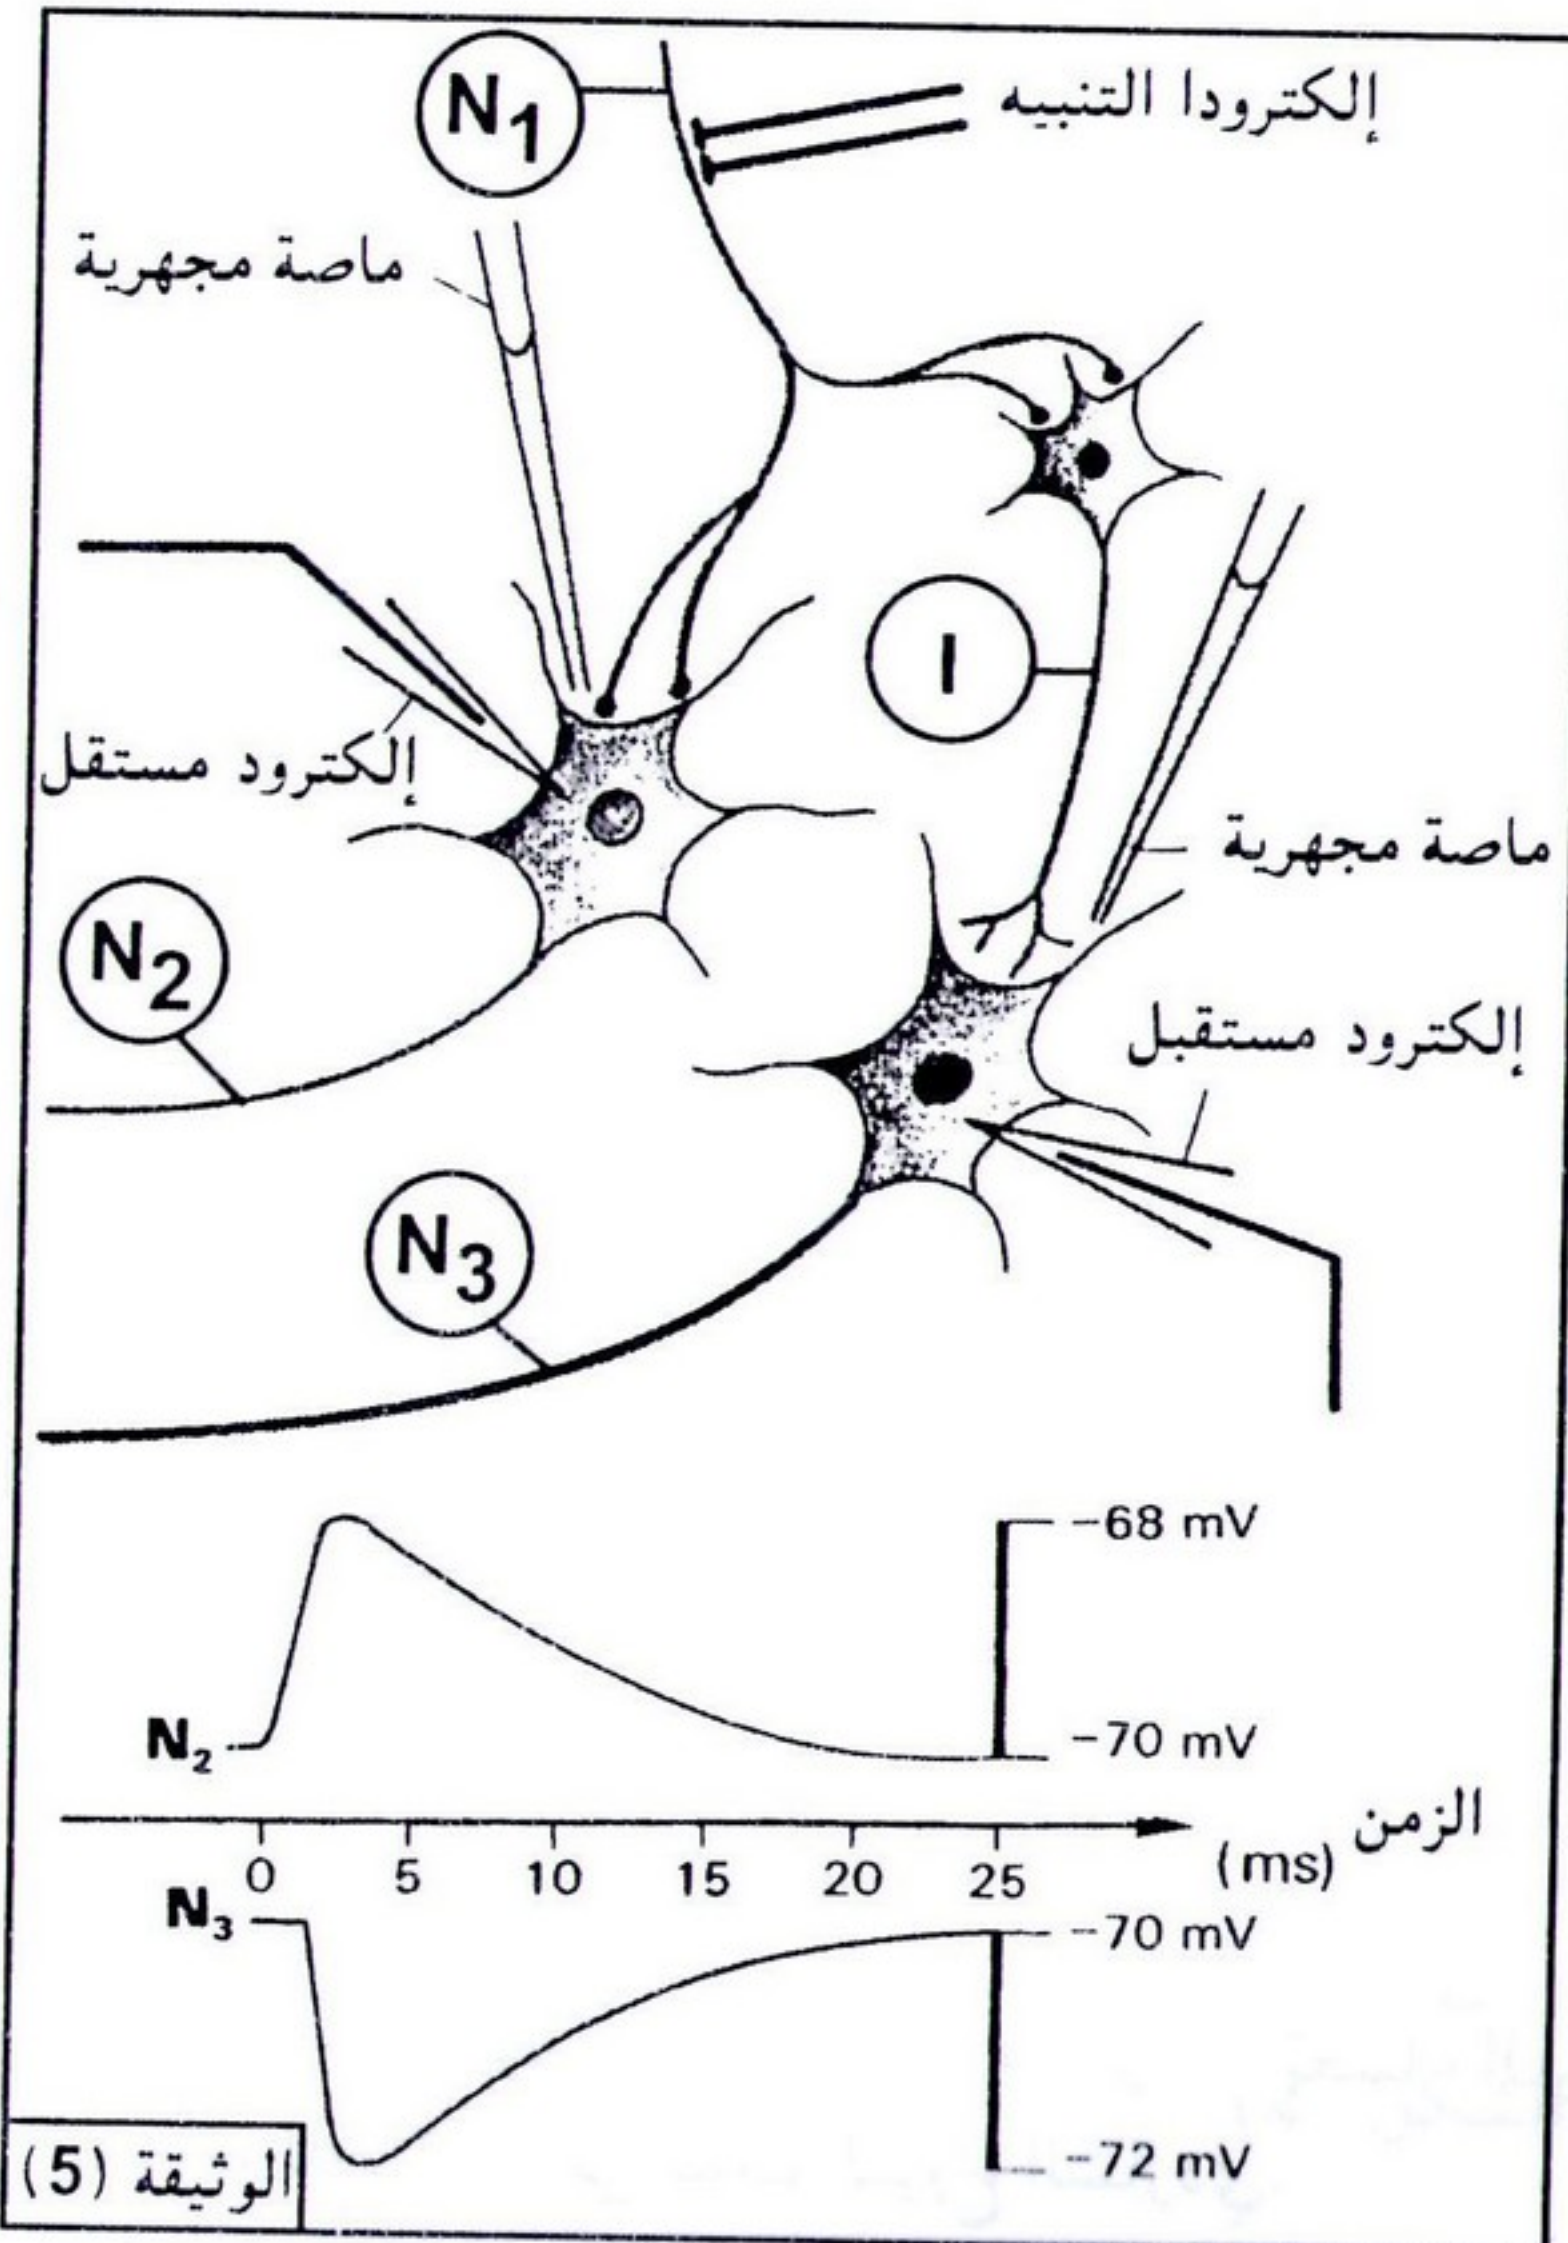 N1
إلكترودا التنبيه
ماصة مجهرية
I
إلكترود مستقل
ماصة مجهرية
N2
إلكترود مستقبل
N3
-68 mV
N2
-70 mV
الزمن
0 5 10 15 20 25 (ms)
N3
-70 mV
-72 mV
الوثيقة (5)